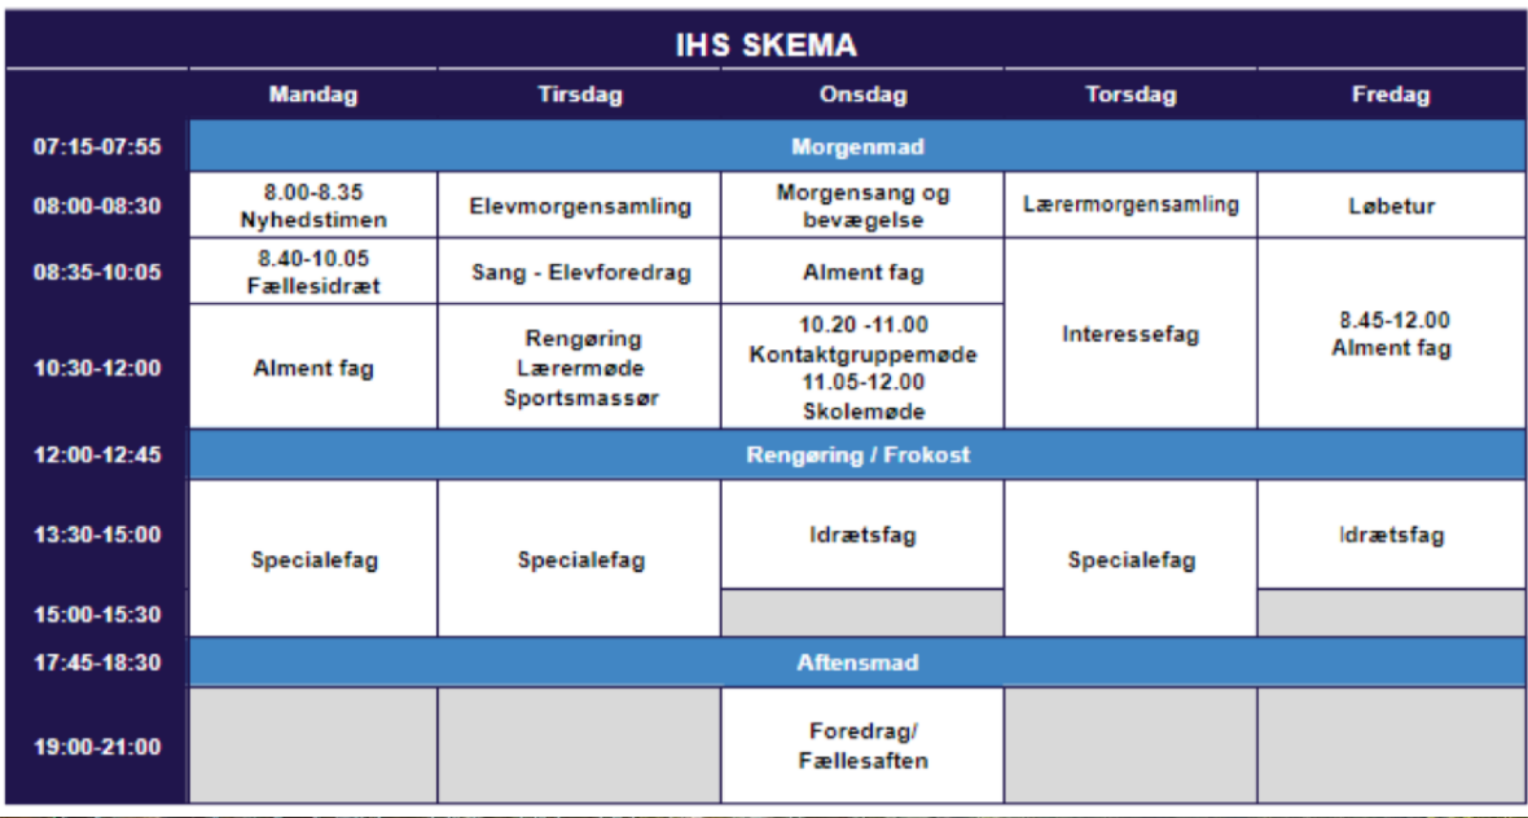 IHS SKEMA
Mandag Tirsdag Onsdag Torsdag Fredag
07:15-07:55 Morgenmad
08:00-08:30
8.00-8.35
Nyhedstimen
Elevmorgensamling
Morgensang og
bevægelse
Lærermorgensamling
Løbetur
08:35-10:05
8.40-10.05
Fællesidræt
Sang - Elevforedrag
Alment fag
Interessefag
8.45-12.00
Alment fag
10:30-12:00
Alment fag
Rengøring
Lærermøde
Sportsmassør
10.20 -11.00
Kontaktgruppemøde
11.05-12.00
Skolemøde
12:00-12:45 Rengøring / Frokost
13:30-15:00
Specialefag
Specialefag
Idrætsfag
Specialefag
Idrætsfag
15:00-15:30
17:45-18:30 Aftensmad
19:00-21:00
Foredrag/
Fællesaften